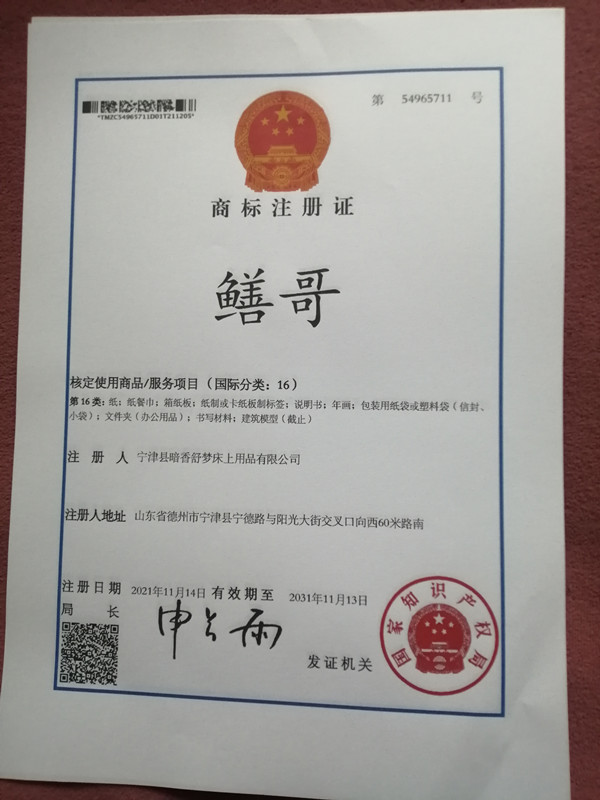 第 54965711 号
*TMZC54965711D01T211205*
商标注册证
鳝哥
核定使用商品/服务项目（国际分类：16）
第16类：纸；纸餐巾；箱纸板；纸制或卡纸板制标签；说明书；年画；包装用纸袋或塑料袋（信封、
小袋）；文件夹（办公用品）；书写材料；建筑模型（截止）
注册人 宁津县暗香舒梦床上用品有限公司
注册人地址 山东省德州市宁津县宁德路与阳光大街交叉口向西60米路南
注册日期 2021年11月14日 有效期至 2031年11月13日
局长 申长雨
发证机关
国家知识产权局